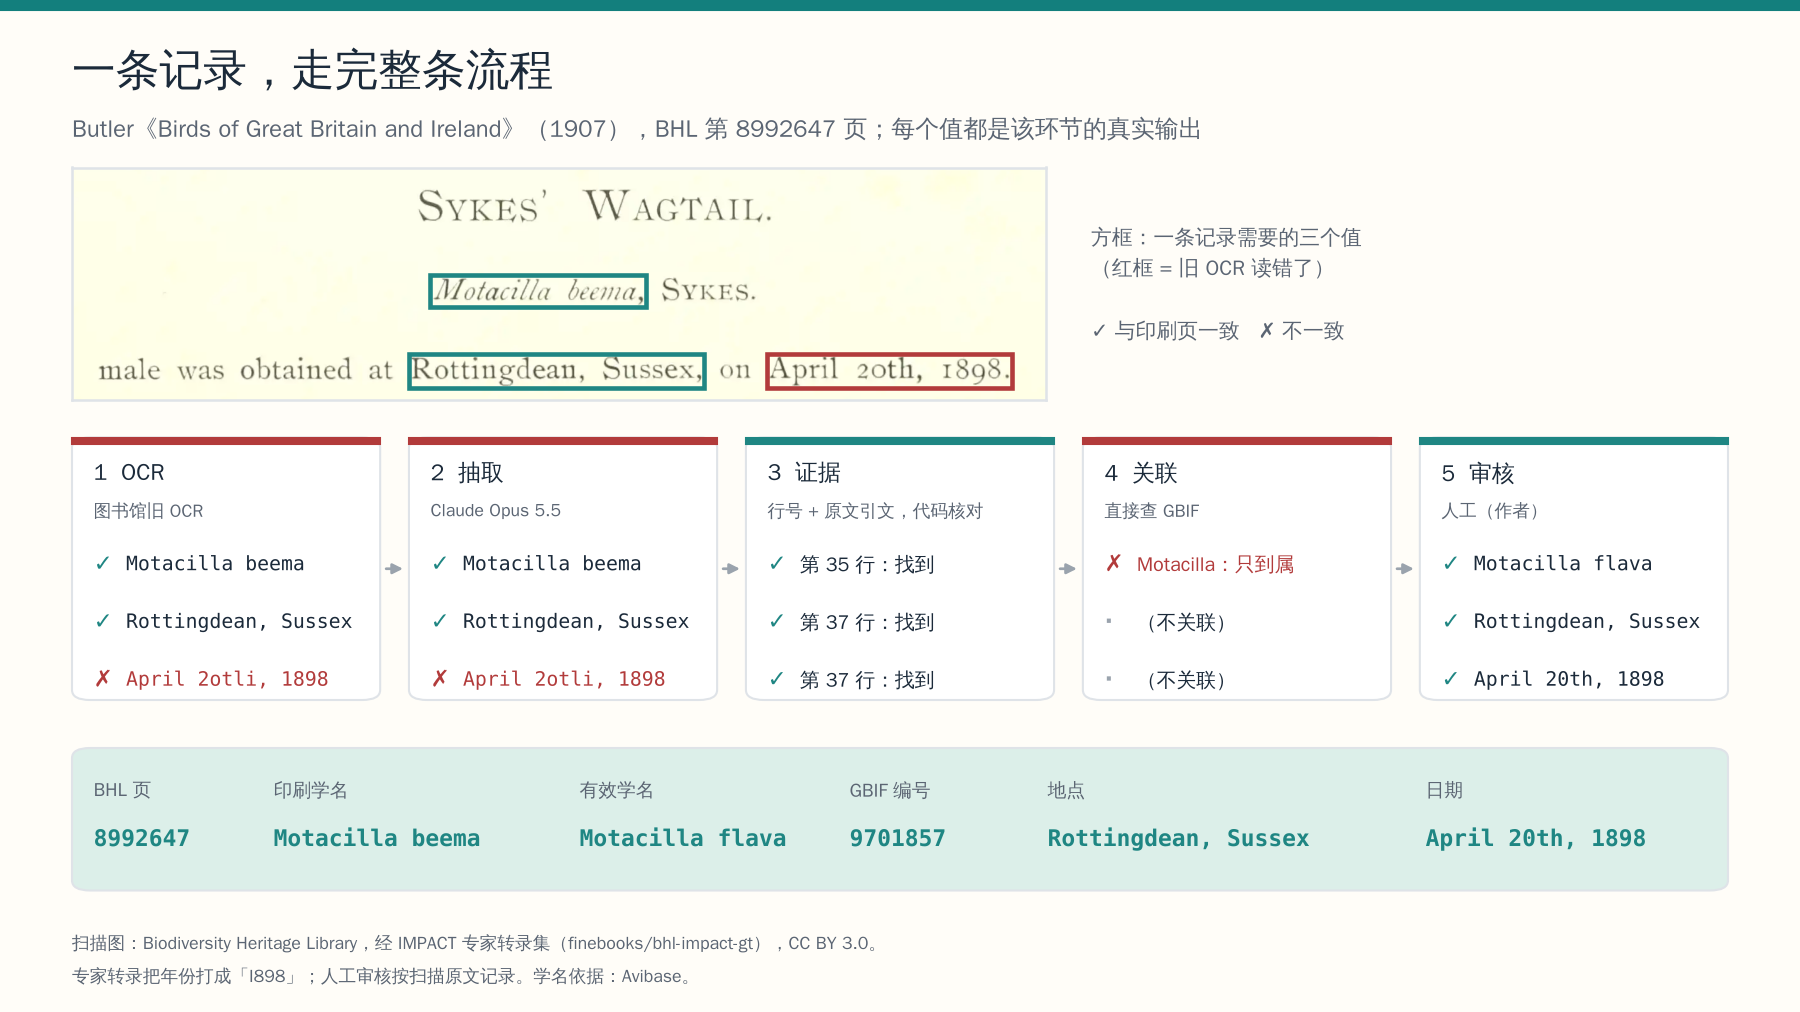 一条记录，走完整条流程
Butler《Birds of Great Britain and Ireland》（1907），BHL 第 8992647 页；每个值都是该环节的真实输出
SYKES' WAGTAIL.
Motacilla beema, SYKES.
male was obtained at Rottingdean, Sussex, on April 20th, 1898.
方框：一条记录需要的三个值
（红框 = 旧 OCR 读错了）
✓ 与印刷页一致 ✗ 不一致
1 OCR
图书馆旧 OCR
✓ Motacilla beema
✓ Rottingdean, Sussex
✗ April 2otli, 1898
2 抽取
Claude Opus 5.5
✓ Motacilla beema
✓ Rottingdean, Sussex
✗ April 2otli, 1898
3 证据
行号 + 原文引文，代码核对
✓ 第 35 行：找到
✓ 第 37 行：找到
✓ 第 37 行：找到
4 关联
直接查 GBIF
✗ Motacilla：只到属
· （不关联）
· （不关联）
5 审核
人工（作者）
✓ Motacilla flava
✓ Rottingdean, Sussex
✓ April 20th, 1898
BHL 页
8992647
印刷学名
Motacilla beema
有效学名
Motacilla flava
GBIF 编号
9701857
地点
Rottingdean, Sussex
日期
April 20th, 1898
扫描图：Biodiversity Heritage Library，经 IMPACT 专家转录集（finebooks/bhl-impact-gt），CC BY 3.0。
专家转录把年份打成「I898」；人工审核按扫描原文记录。学名依据：Avibase。